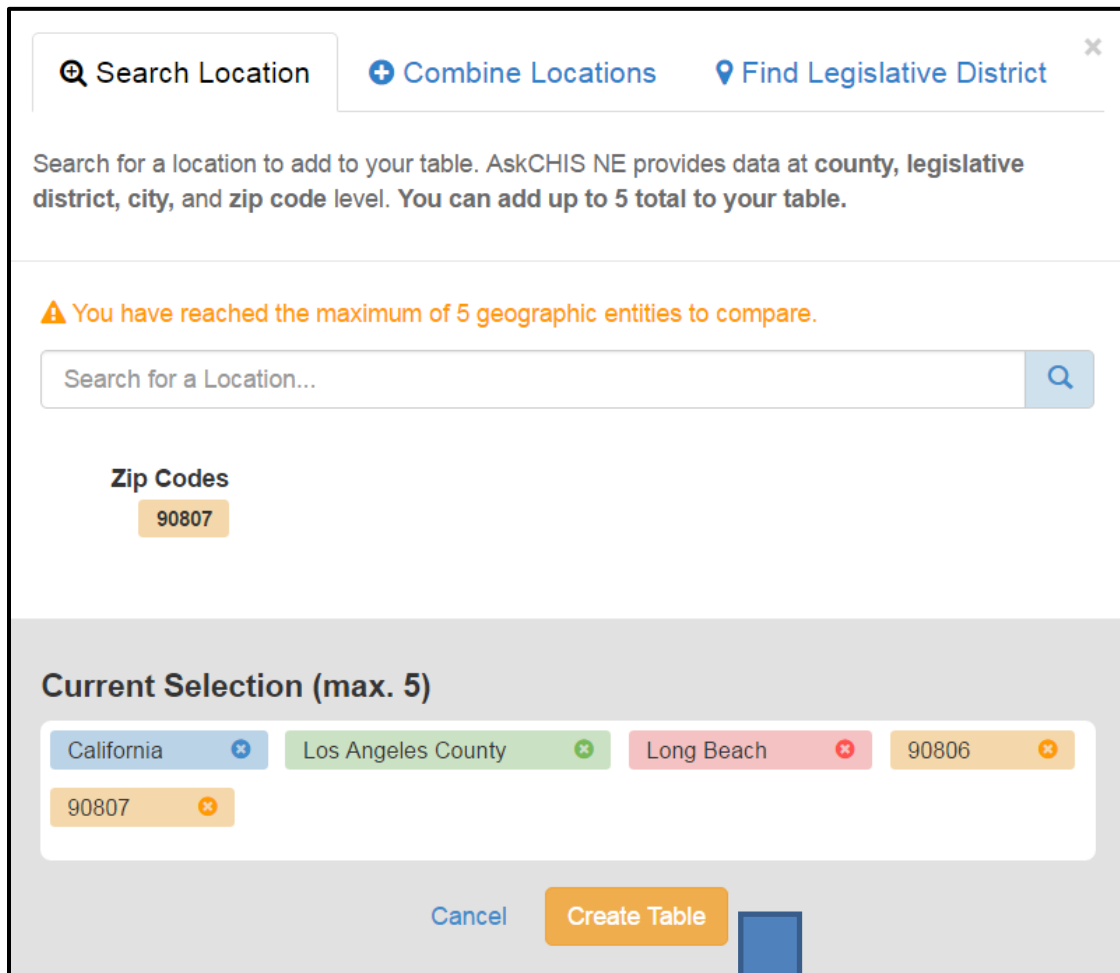 Search Location Combine Locations Find Legislative District
Search for a location to add to your table. AskCHIS NE provides data at county, legislative
district, city, and zip code level. You can add up to 5 total to your table.
You have reached the maximum of 5 geographic entities to compare.
Search for a Location...
Zip Codes
90807
Current Selection (max. 5)
California Los Angeles County Long Beach 90806
90807
Cancel Create Table